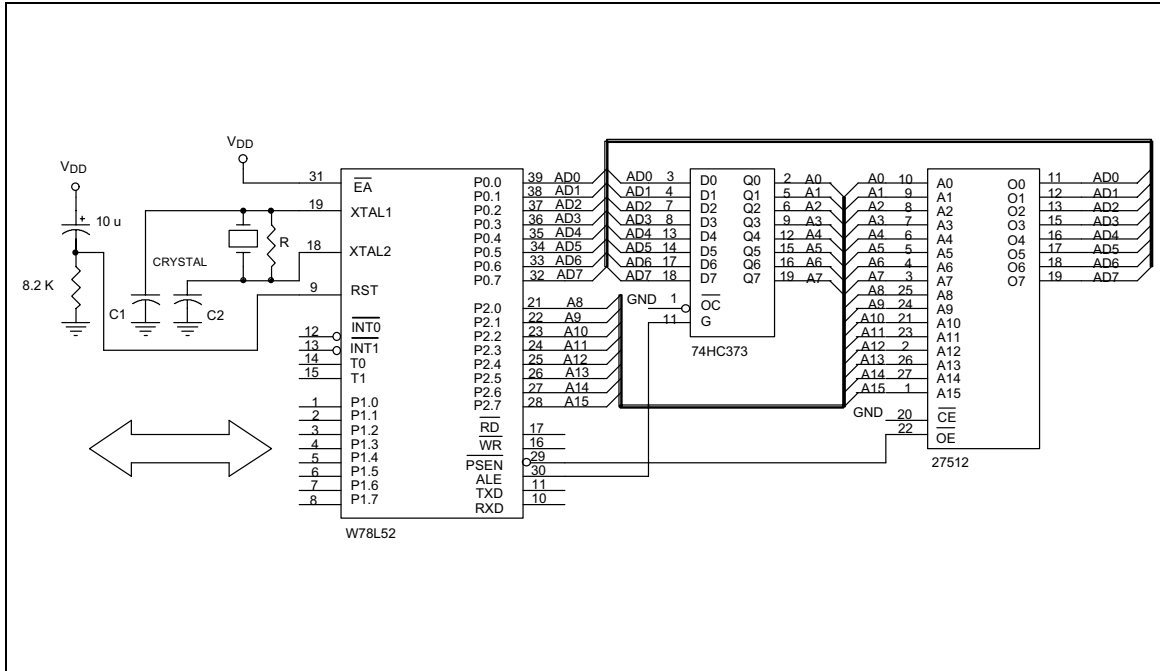 VDD
VDD
10 u
+
8.2 K
C1
C2
CRYSTAL
R
31 EA
19 XTAL1
18 XTAL2
9 RST
12 INT0
13 INT1
14 T0
15 T1
1 P1.0
2 P1.1
3 P1.2
4 P1.3
5 P1.4
6 P1.5
7 P1.6
8 P1.7
P0.0 39 AD0
P0.1 38 AD1
P0.2 37 AD2
P0.3 36 AD3
P0.4 35 AD4
P0.5 34 AD5
P0.6 33 AD6
P0.7 32 AD7
P2.0 21 A8
P2.1 22 A9
P2.2 23 A10
P2.3 24 A11
P2.4 25 A12
P2.5 26 A13
P2.6 27 A14
P2.7 28 A15
RD 17
WR 16
PSEN 29
ALE 30
TXD 11
RXD 10
W78L52
AD0 3 D0 Q0 2 A0
AD1 4 D1 Q1 5 A1
AD2 7 D2 Q2 6 A2
AD3 8 D3 Q3 9 A3
AD4 13 D4 Q4 12 A4
AD5 14 D5 Q5 15 A5
AD6 17 D6 Q6 16 A6
AD7 18 D7 Q7 19 A7
GND 1 OC
11 G
74HC373
A0 10 A0 O0 11 AD0
A1 9 A1 O1 12 AD1
A2 8 A2 O2 13 AD2
A3 7 A3 O3 15 AD3
A4 6 A4 O4 16 AD4
A5 5 A5 O5 17 AD5
A6 4 A6 O6 18 AD6
A7 3 A7 O7 19 AD7
A8 25 A8
A9 24 A9
A10 21 A10
A11 23 A11
A12 2 A12
A13 26 A13
A14 27 A14
A15 1 A15
GND 20 CE
22 OE
27512